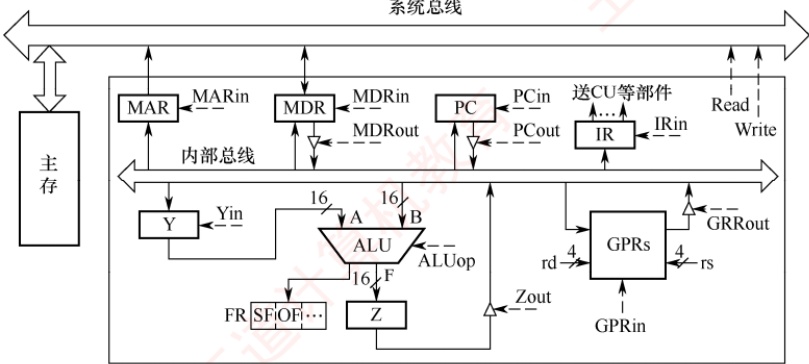 系统总线
MAR MARin MDR MDRin PC PCin 送CU等部件 Read
MDRout PCout … IR IRin Write
主存
内部总线
Y Yin 16 A 16 B GRRout
ALU ALUop rd 4 GPRs 4 rs
16 F
FR SF OF … Z Zout GPRin